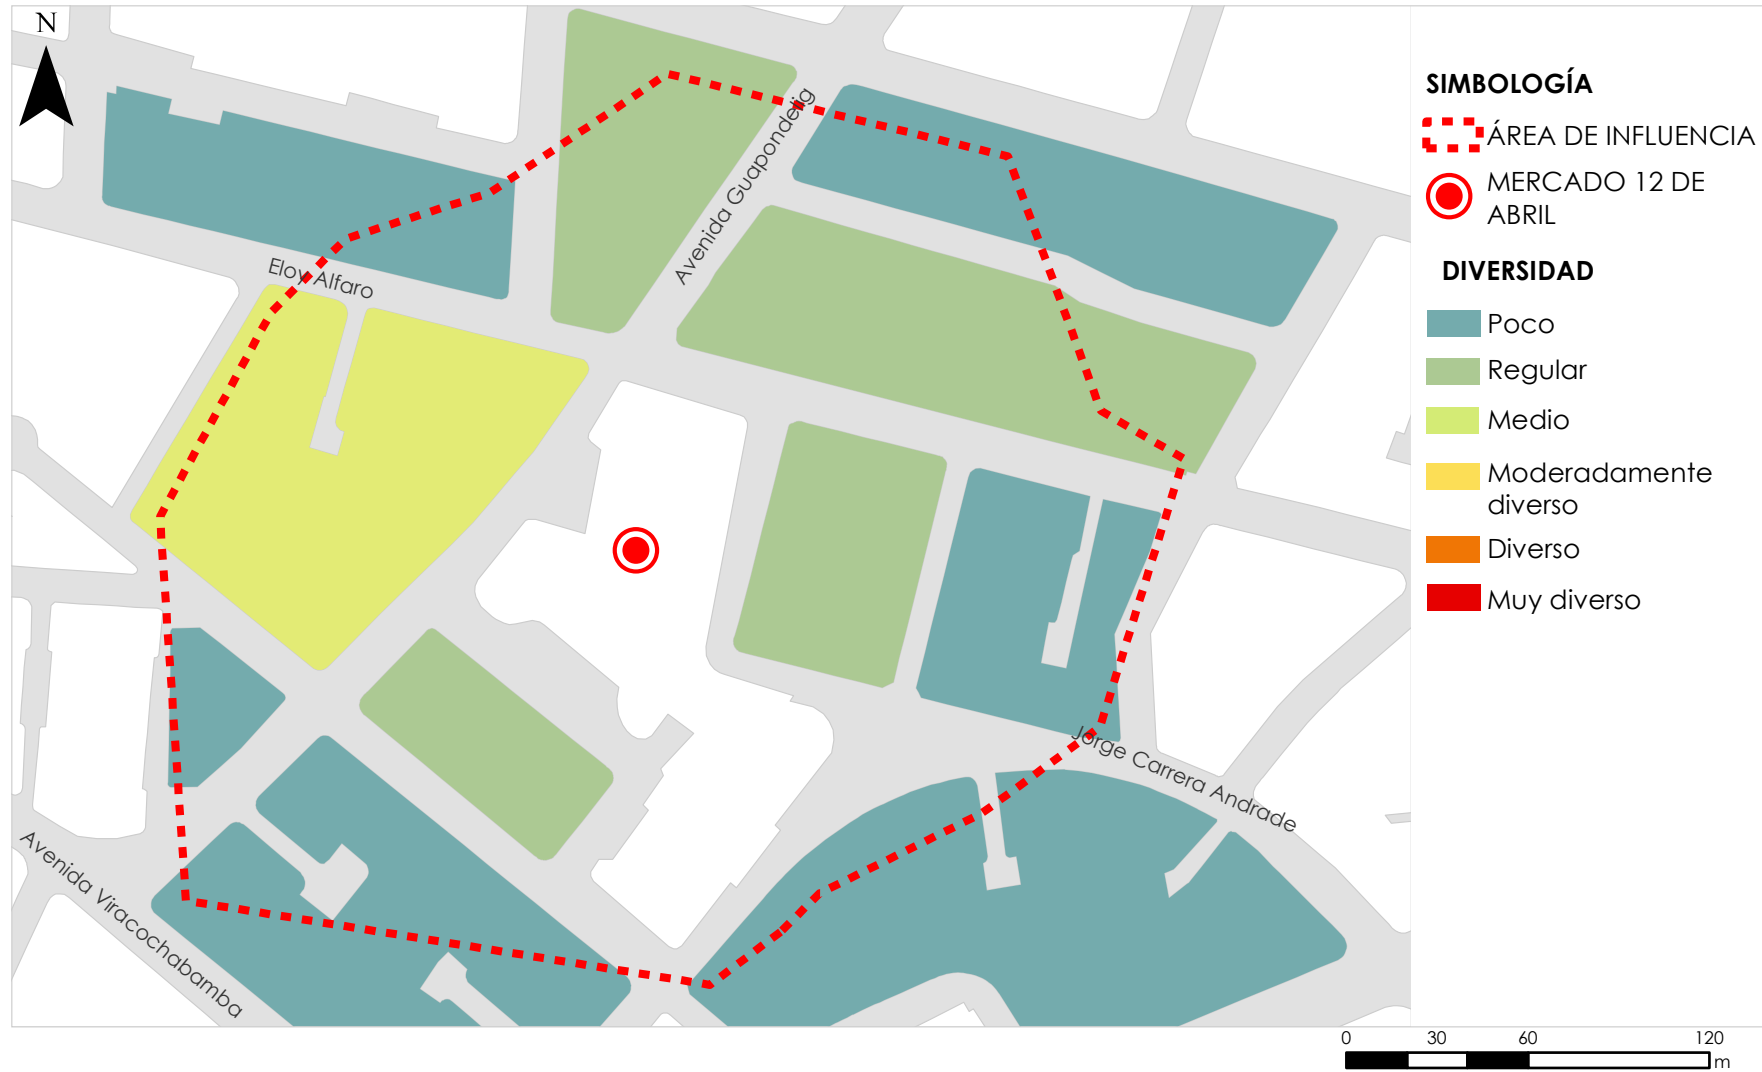 N
Avenida Guapondelig
Eloy Alfaro
Jorge Carrera Andrade
Avenida Viracochabamba
SIMBOLOGÍA
ÁREA DE INFLUENCIA
MERCADO 12 DE
ABRIL
DIVERSIDAD
Poco
Regular
Medio
Moderadamente
diverso
Diverso
Muy diverso
0 30 60 120
m